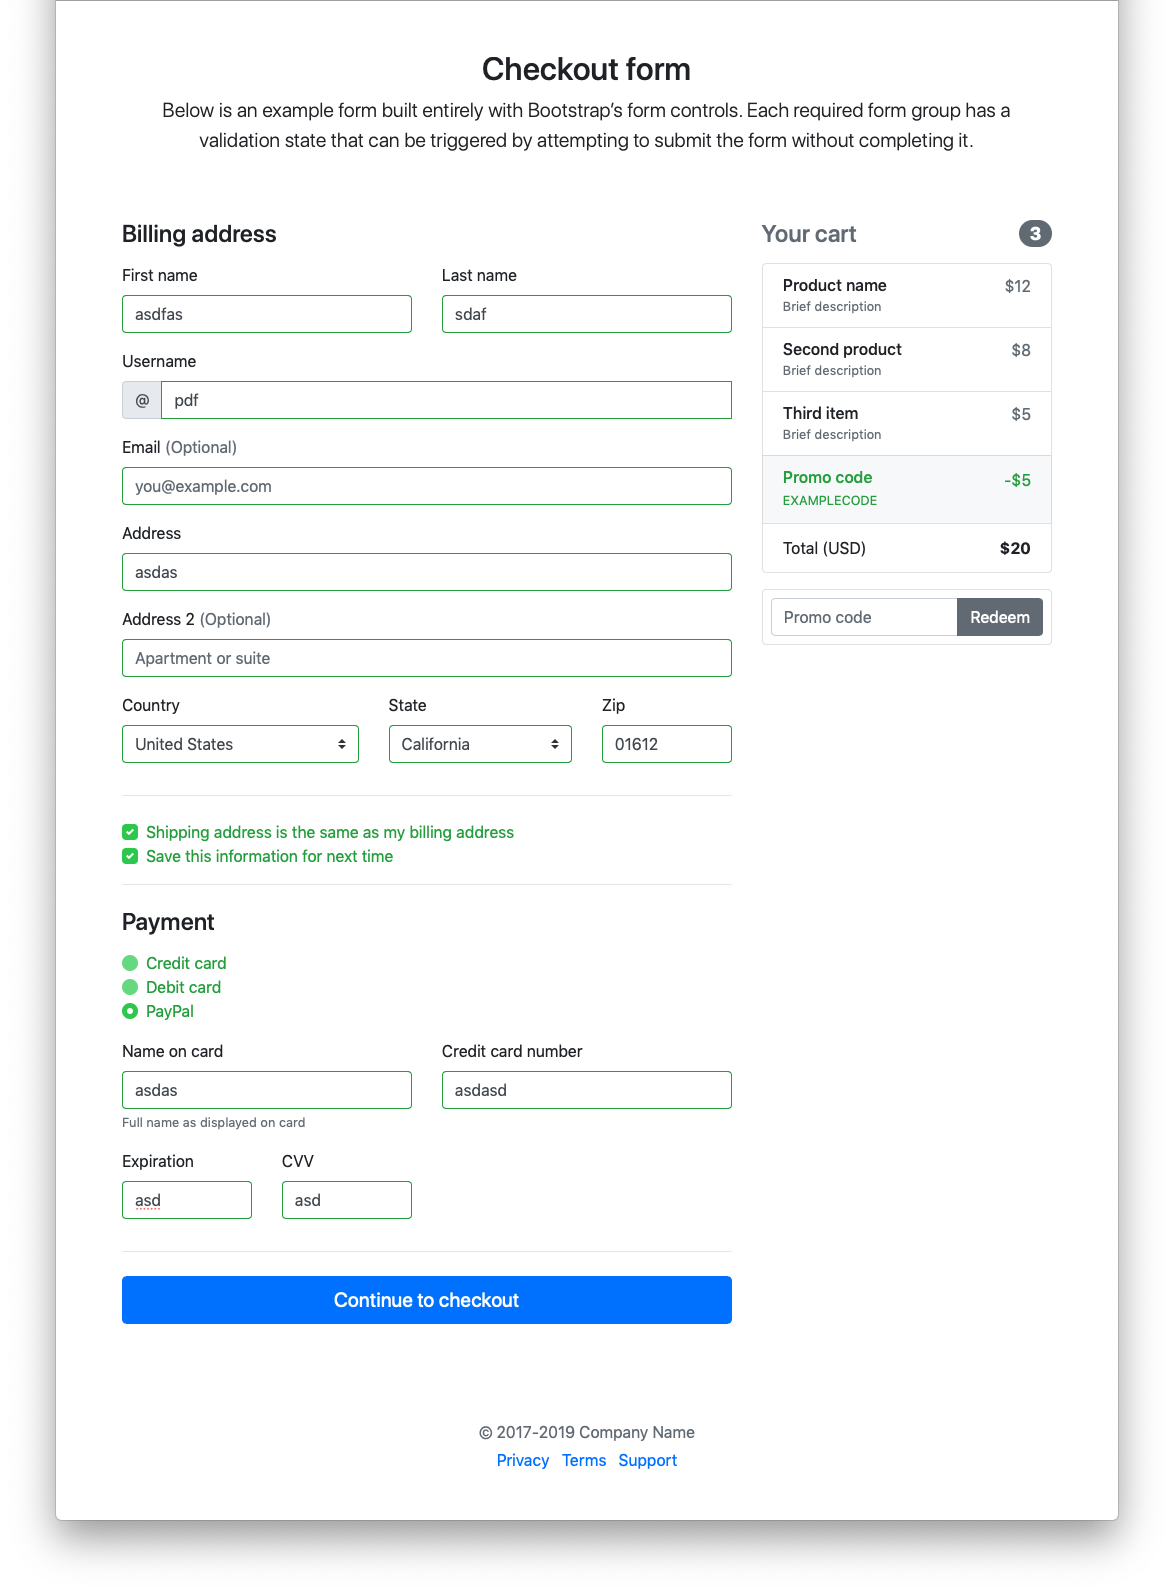 Checkout form
Below is an example form built entirely with Bootstrap’s form controls. Each required form group has a
validation state that can be triggered by attempting to submit the form without completing it.
Billing address
First name Last name
asdfas sdaf
Username
@ pdf
Email (Optional)
you@example.com
Address
asdas
Address 2 (Optional)
Apartment or suite
Country State Zip
United States California 01612
Shipping address is the same as my billing address
Save this information for next time
Payment
Credit card
Debit card
PayPal
Name on card Credit card number
asdas asdasd
Full name as displayed on card
Expiration CVV
asd asd
Continue to checkout
Your cart 3
Product name $12
Brief description
Second product $8
Brief description
Third item $5
Brief description
Promo code -$5
EXAMPLECODE
Total (USD) $20
Promo code Redeem
© 2017-2019 Company Name
Privacy Terms Support